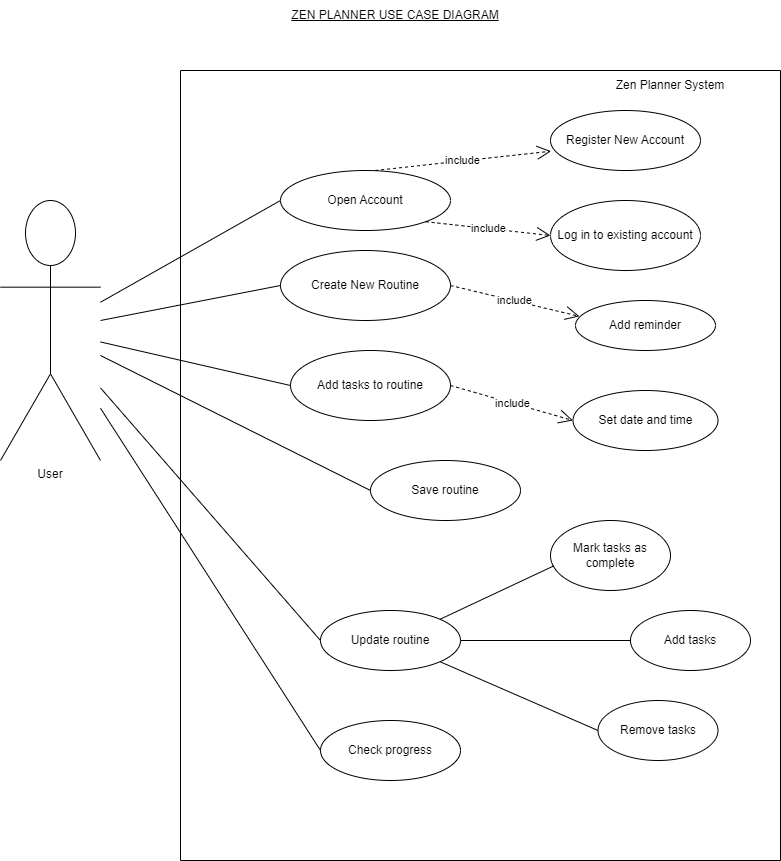 ZEN PLANNER USE CASE DIAGRAM
Zen Planner System
Register New Account
include
Open Account
include
Log in to existing account
Create New Routine
include
Add reminder
Add tasks to routine
include
Set date and time
User
Save routine
Mark tasks as
complete
Update routine
Add tasks
Remove tasks
Check progress